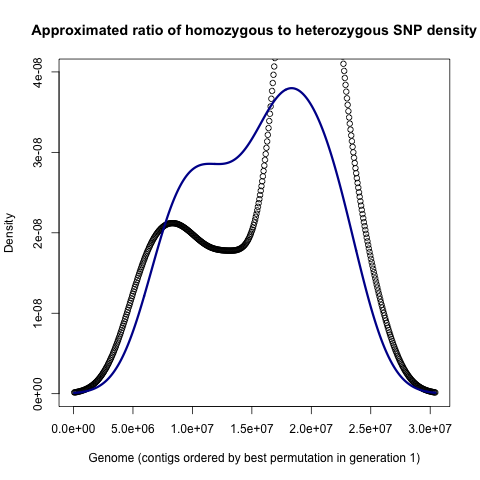 Approximated ratio of homozygous to heterozygous SNP density
4e-08
3e-08
2e-08
1e-08
0e+00
Density
0.0e+00 5.0e+06 1.0e+07 1.5e+07 2.0e+07 2.5e+07 3.0e+07
Genome (contigs ordered by best permutation in generation 1)